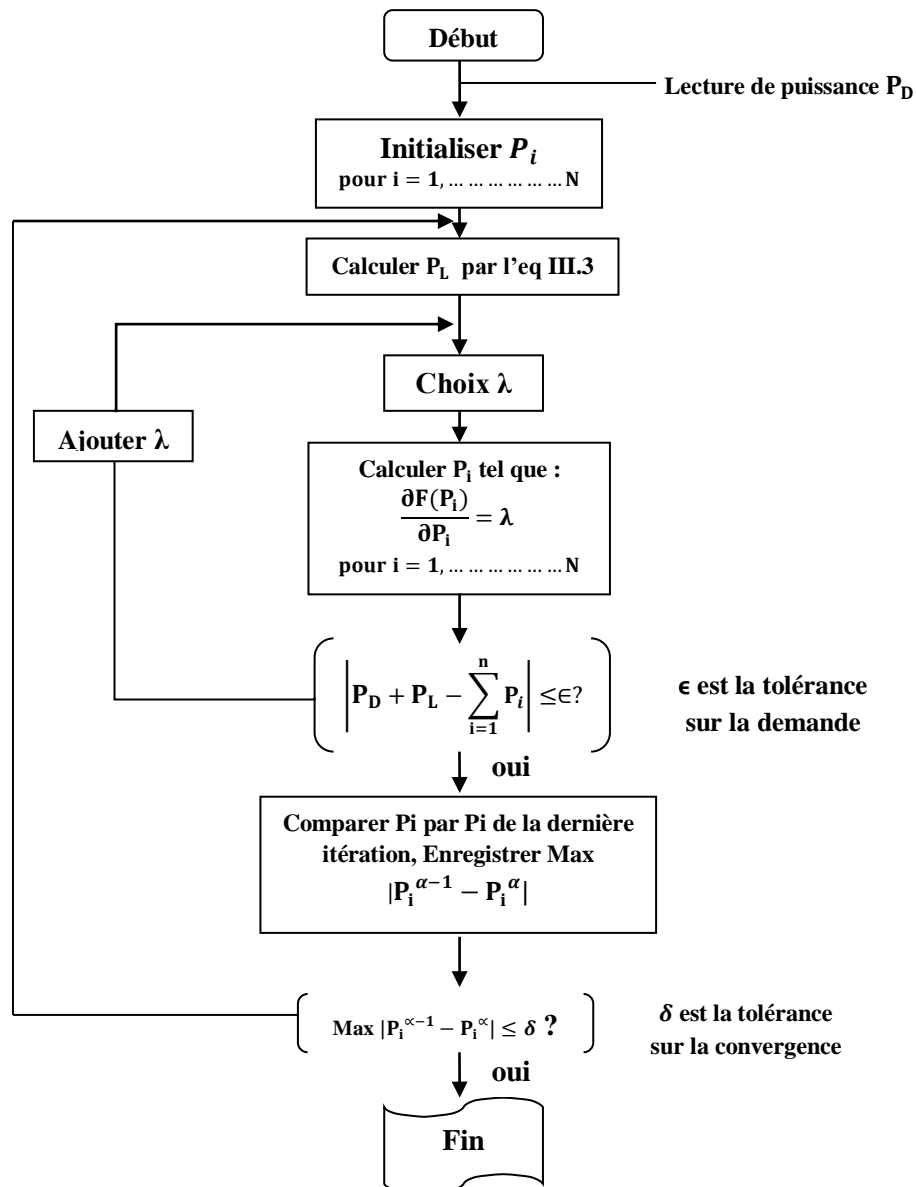 Début
Lecture de puissance P_D
Initialiser P_i
pour i = 1, … … … … … … N
Calculer P_L par l'eq III.3
Choix λ
Ajouter λ
Calculer P_i tel que :
∂F(P_i)/∂P_i = λ
pour i = 1, … … … … … … N
|P_D + P_L − ∑_{i=1}^{n} P_i| ≤∈?
ϵ est la tolérance
sur la demande
oui
Comparer Pi par Pi de la dernière
itération, Enregistrer Max
|P_i^{α−1} − P_i^α|
Max |P_i^{∝−1} − P_i^∝| ≤ δ ?
δ est la tolérance
sur la convergence
oui
Fin